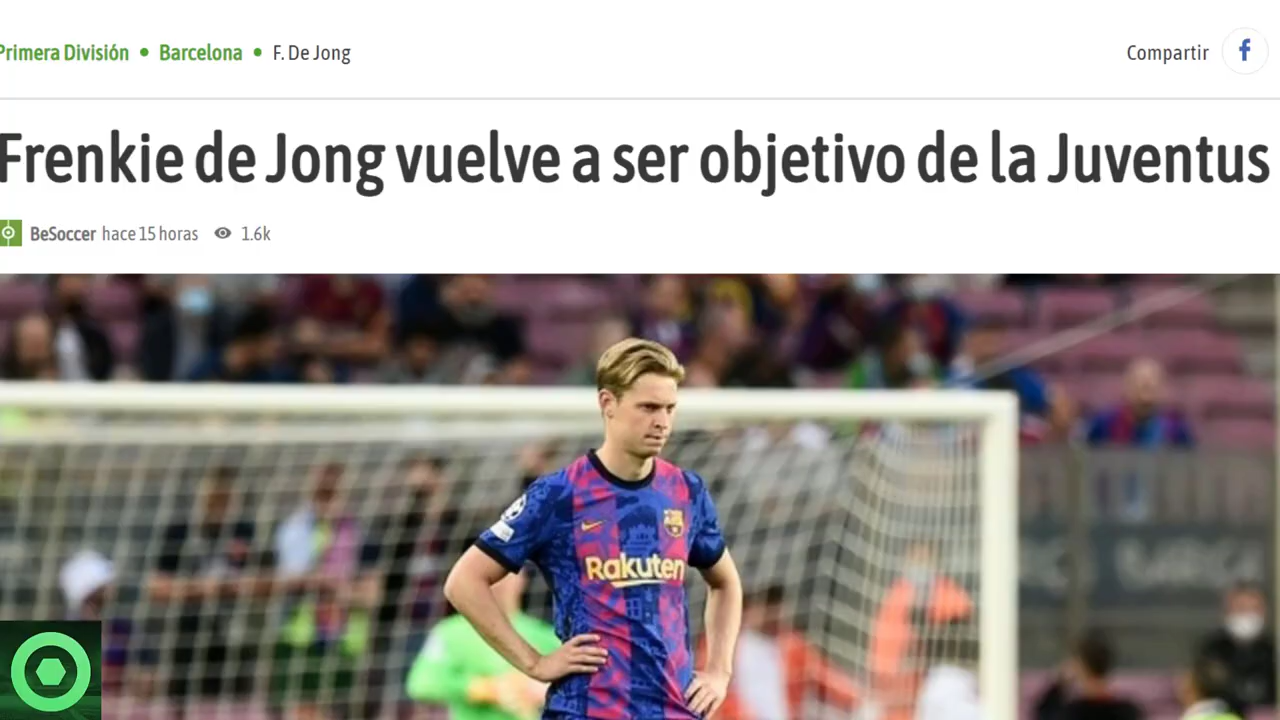 Primera División • Barcelona • F. De Jong
Compartir
Frenkie de Jong vuelve a ser objetivo de la Juventus
BeSoccer hace 15 horas 1.6k
Rakuten